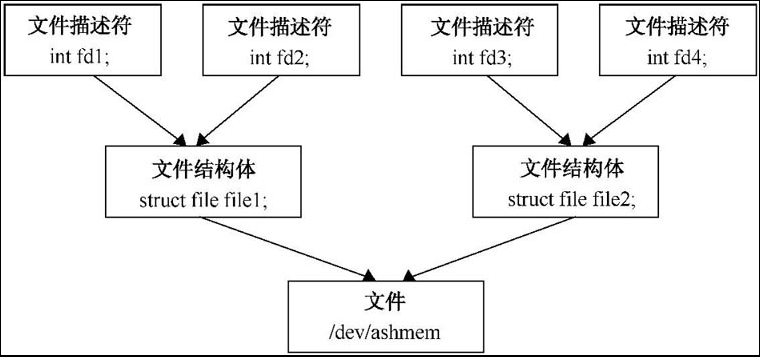 文件描述符
int fd1;
文件描述符
int fd2;
文件描述符
int fd3;
文件描述符
int fd4;
文件结构体
struct file file1;
文件结构体
struct file file2;
文件
/dev/ashmem